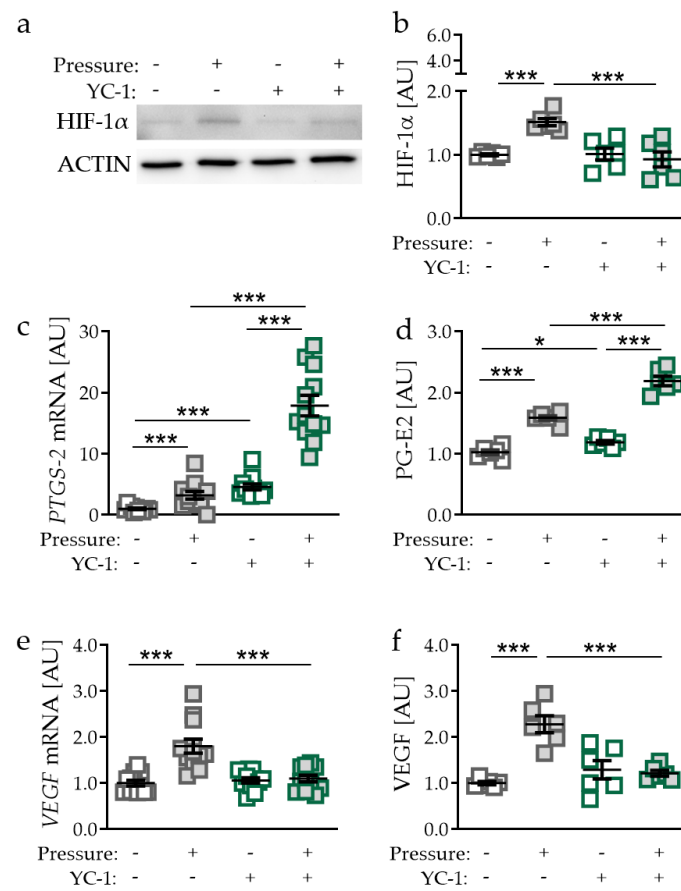 a
Pressure: - + - +
YC-1: - - + +
HIF-1α
ACTIN
b
HIF-1α [AU]
6.0
4.0
2.0
1.0
0.0
*** ***
Pressure: - + - +
YC-1: - - + +
c
PTGS-2 mRNA [AU]
30
20
10
0
***
***
***
***
Pressure: - + - +
YC-1: - - + +
d
PG-E2 [AU]
3.0
2.0
1.0
0.0
***
*
***
***
Pressure: - + - +
YC-1: - - + +
e
VEGF mRNA [AU]
4.0
3.0
2.0
1.0
0.0
*** ***
Pressure: - + - +
YC-1: - - + +
f
VEGF [AU]
4.0
3.0
2.0
1.0
0.0
*** ***
Pressure: - + - +
YC-1: - - + +